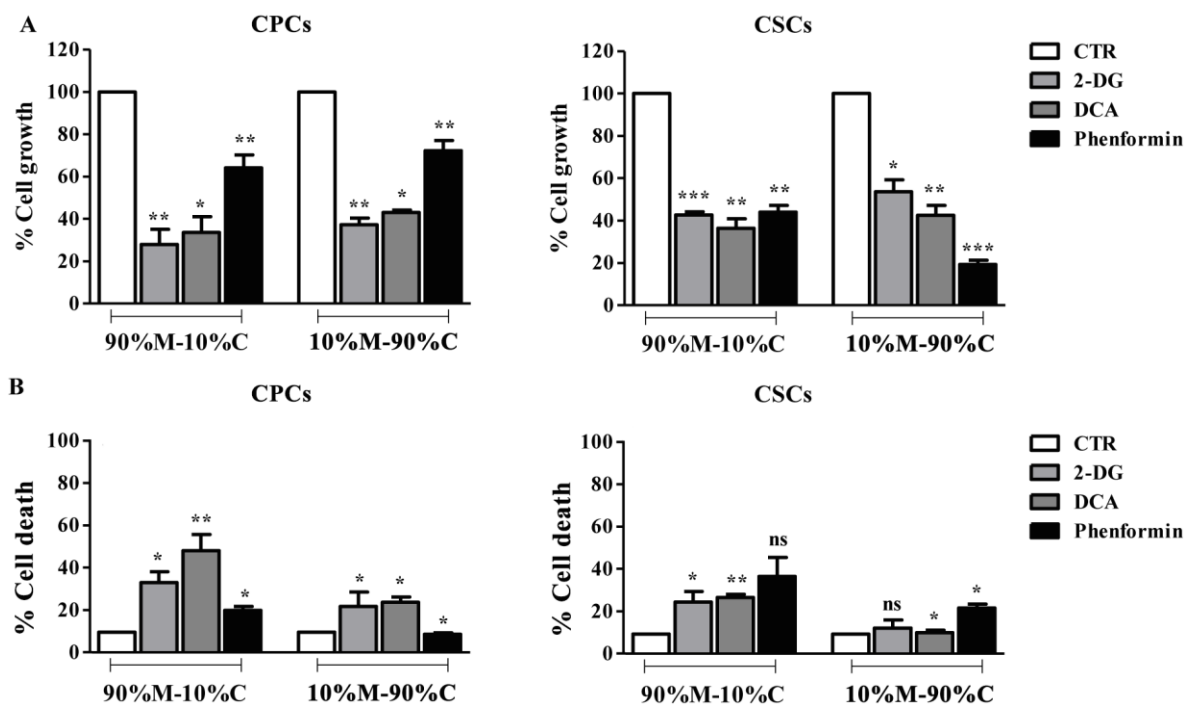 A
CPCs
CSCs
% Cell growth
120
100
80
60
40
20
0
** * ** ** * **
90%M-10%C 10%M-90%C
% Cell growth
120
100
80
60
40
20
0
*** ** ** * ** ***
90%M-10%C 10%M-90%C
CTR
2-DG
DCA
Phenformin
B
CPCs
CSCs
% Cell death
100
80
60
40
20
0
* ** * * * *
90%M-10%C 10%M-90%C
% Cell death
100
80
60
40
20
0
* ** ns ns * *
90%M-10%C 10%M-90%C
CTR
2-DG
DCA
Phenformin